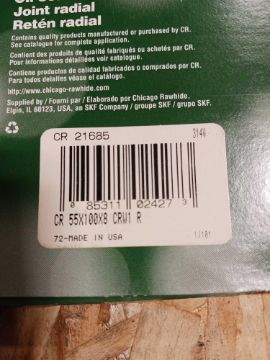 Joint radial
Retén radial
Contains quality products manufactured or purchased by CR.
See catalogue for complete application.
Contient des produits de qualité fabriqués ou achetés par CR.
Pour informations détaillées voir catalogue.
Contiene productos de calidad fabricados o comprados por CR.
Para todos los detalles véase el catálogo.
http://www.chicago-rawhide.com
Supplied by / Fourni par / Elaborado por Chicago Rawhide.
Elgin, IL 60123, USA, an SKF Company / groupe SKF / grupo SKF.
CR 21685
3140
0 85311 02427 3
CR 55X100X8 CRW1 R
72-MADE IN USA